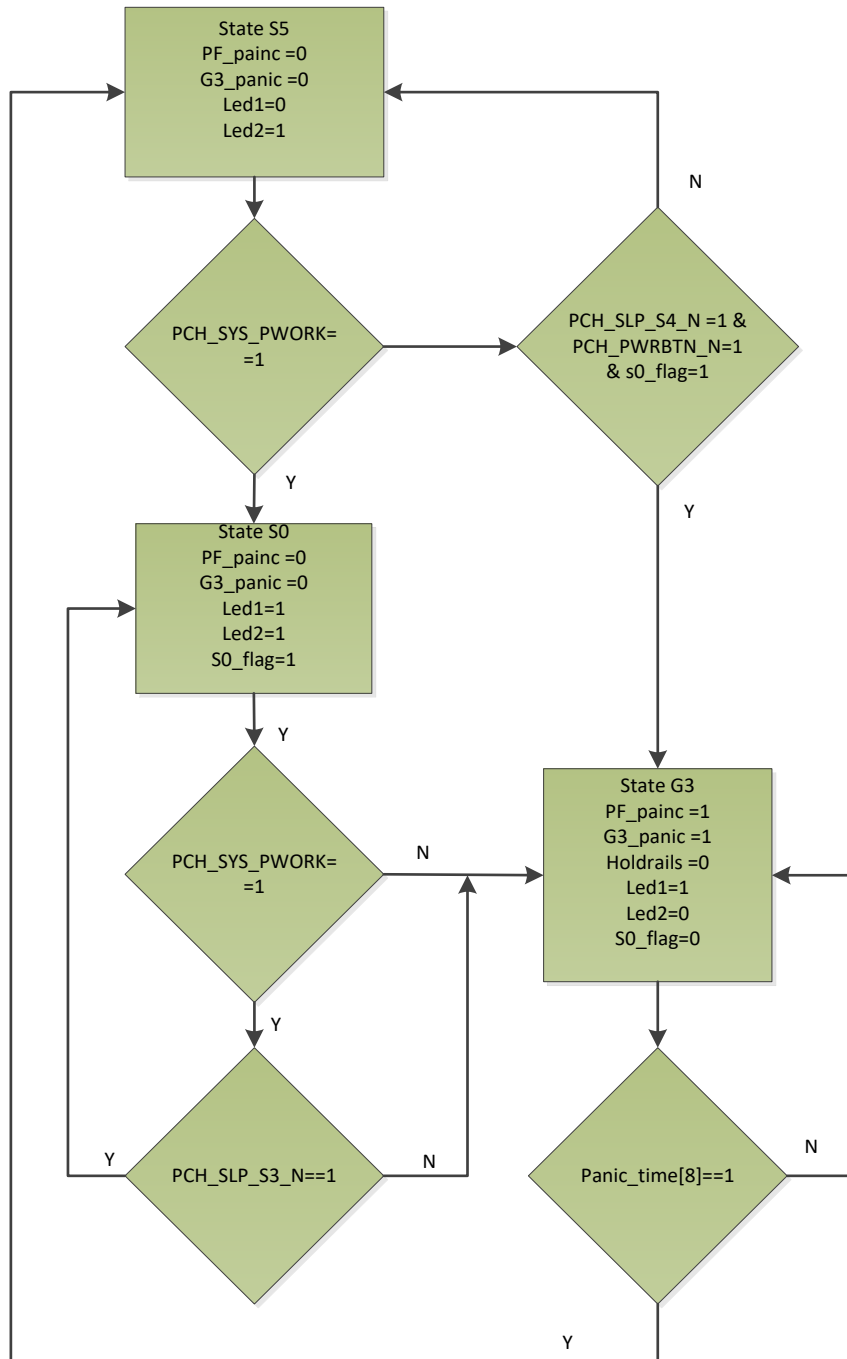 State S5
PF_painc =0
G3_panic =0
Led1=0
Led2=1
N
PCH_SYS_PWORK=
=1
PCH_SLP_S4_N =1 &
PCH_PWRBTN_N=1
& s0_flag=1
Y
Y
State S0
PF_painc =0
G3_panic =0
Led1=1
Led2=1
S0_flag=1
Y
State G3
PF_painc =1
G3_panic =1
Holdrails =0
Led1=1
Led2=0
S0_flag=0
PCH_SYS_PWORK=
=1
N
Y
PCH_SLP_S3_N==1
Y
N
Panic_time[8]==1
N
Y